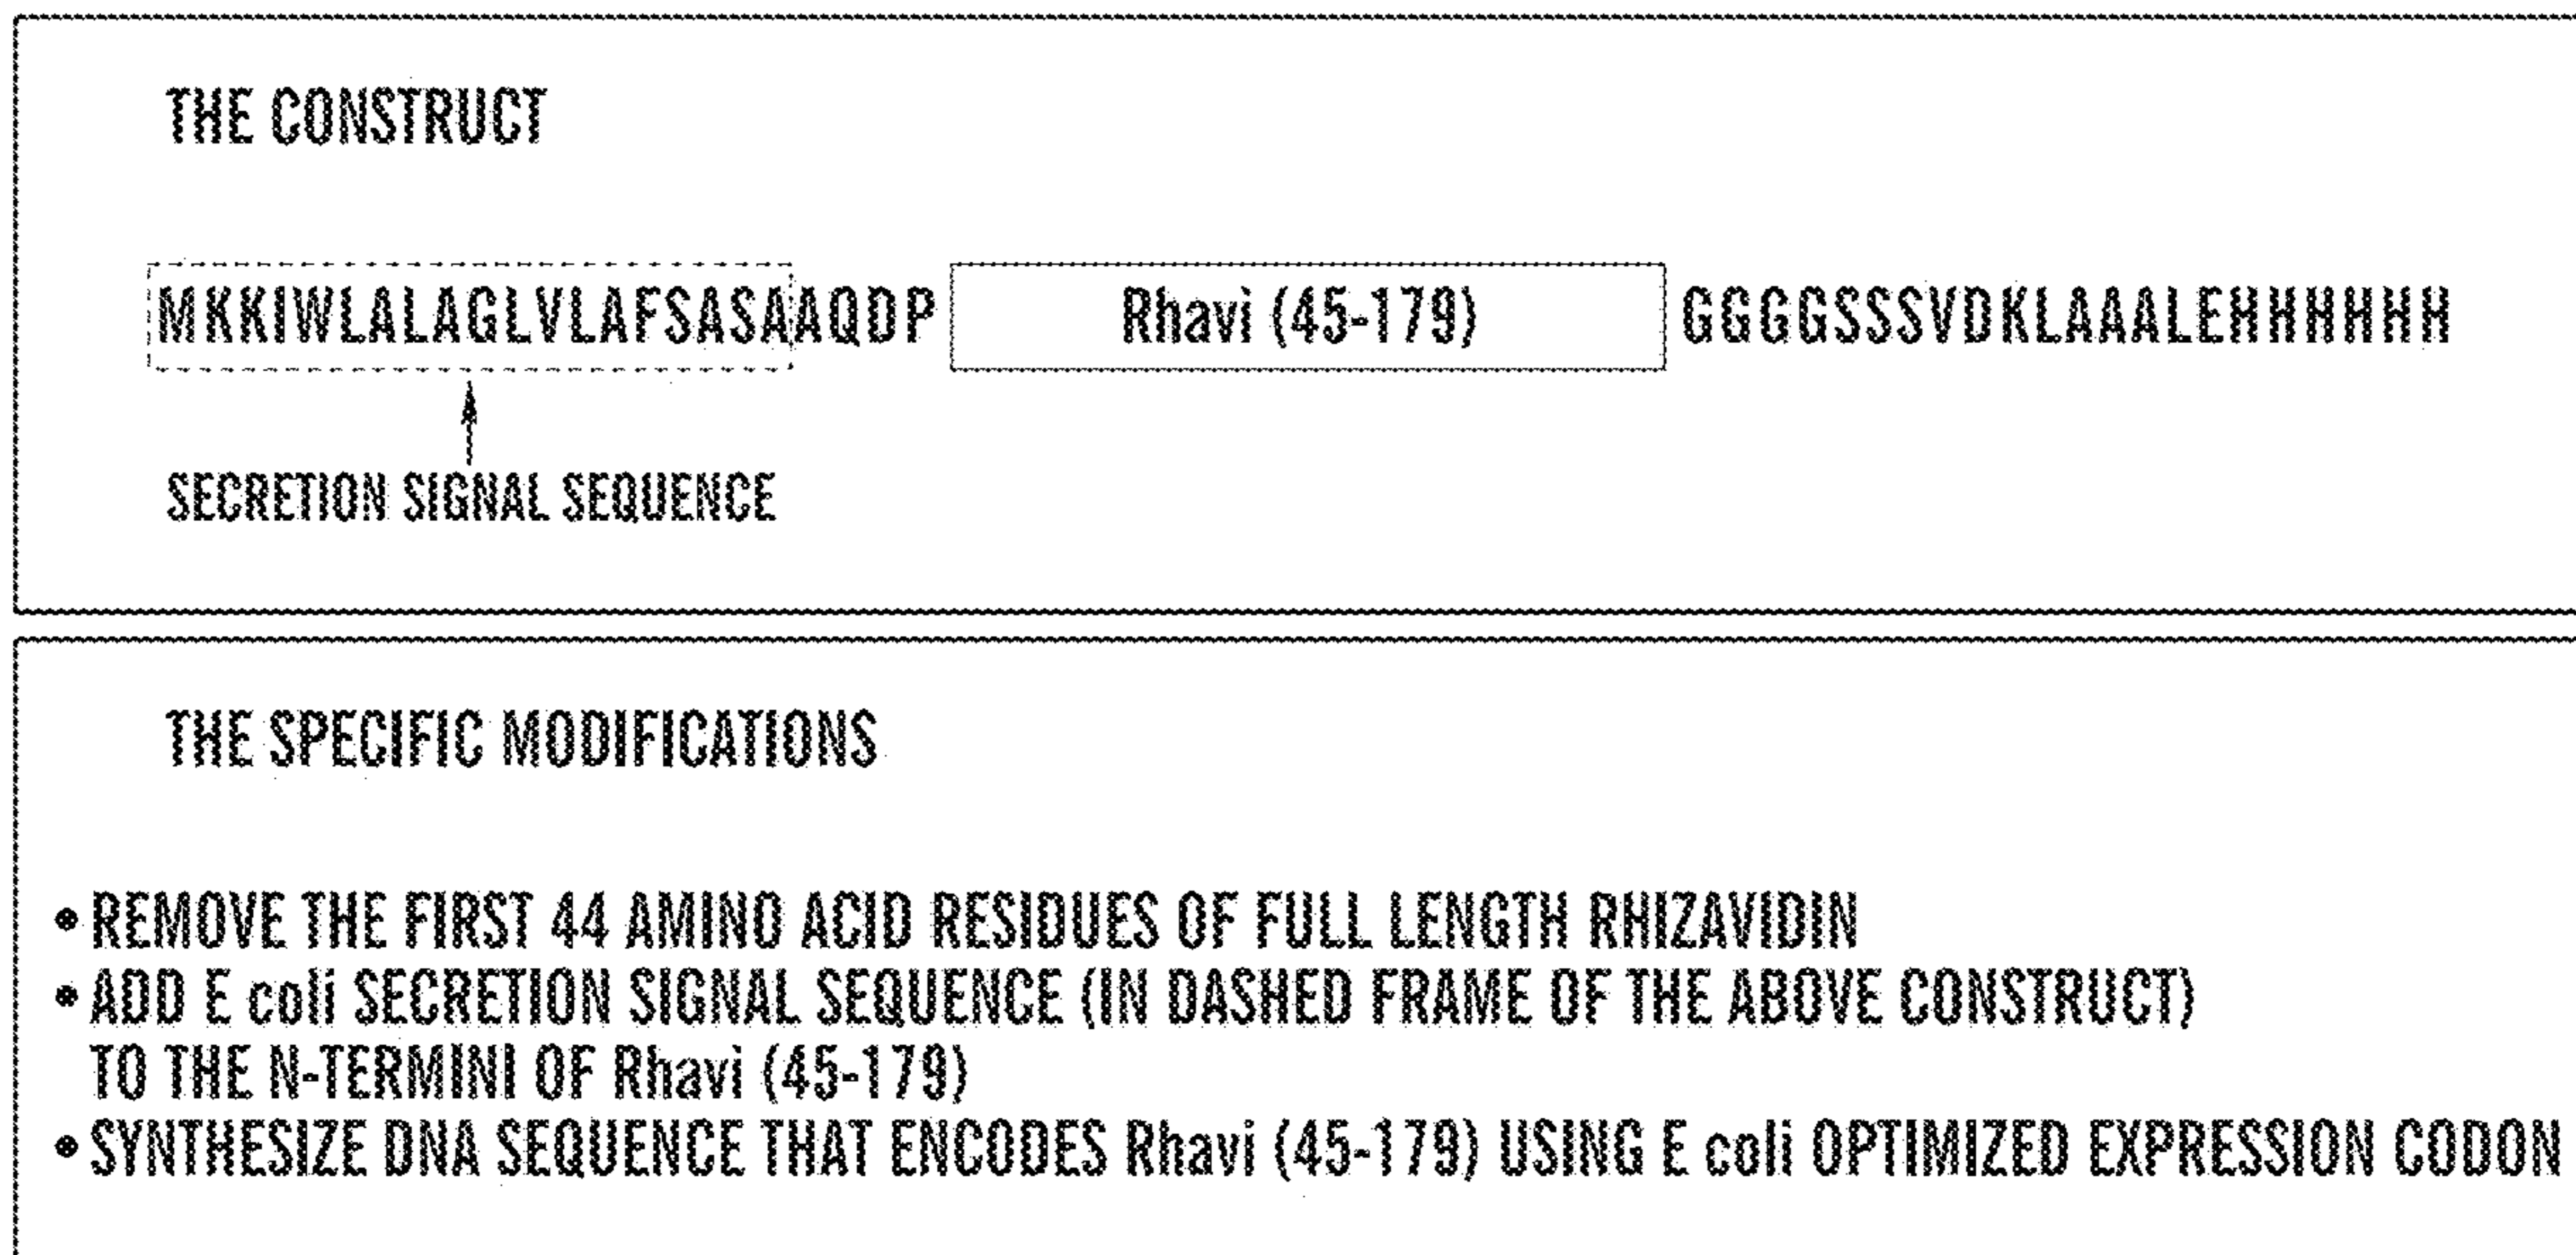 THE CONSTRUCT
MKKIWLALAGLVLAFSASAAQDP Rhavi (45-179) GGGGSSSVDKLAAALEHHHHHH
SECRETION SIGNAL SEQUENCE
THE SPECIFIC MODIFICATIONS
• REMOVE THE FIRST 44 AMINO ACID RESIDUES OF FULL LENGTH RHIZAVIDIN
• ADD E coli SECRETION SIGNAL SEQUENCE (IN DASHED FRAME OF THE ABOVE CONSTRUCT)
TO THE N-TERMINI OF Rhavi (45-179)
• SYNTHESIZE DNA SEQUENCE THAT ENCODES Rhavi (45-179) USING E coli OPTIMIZED EXPRESSION CODON